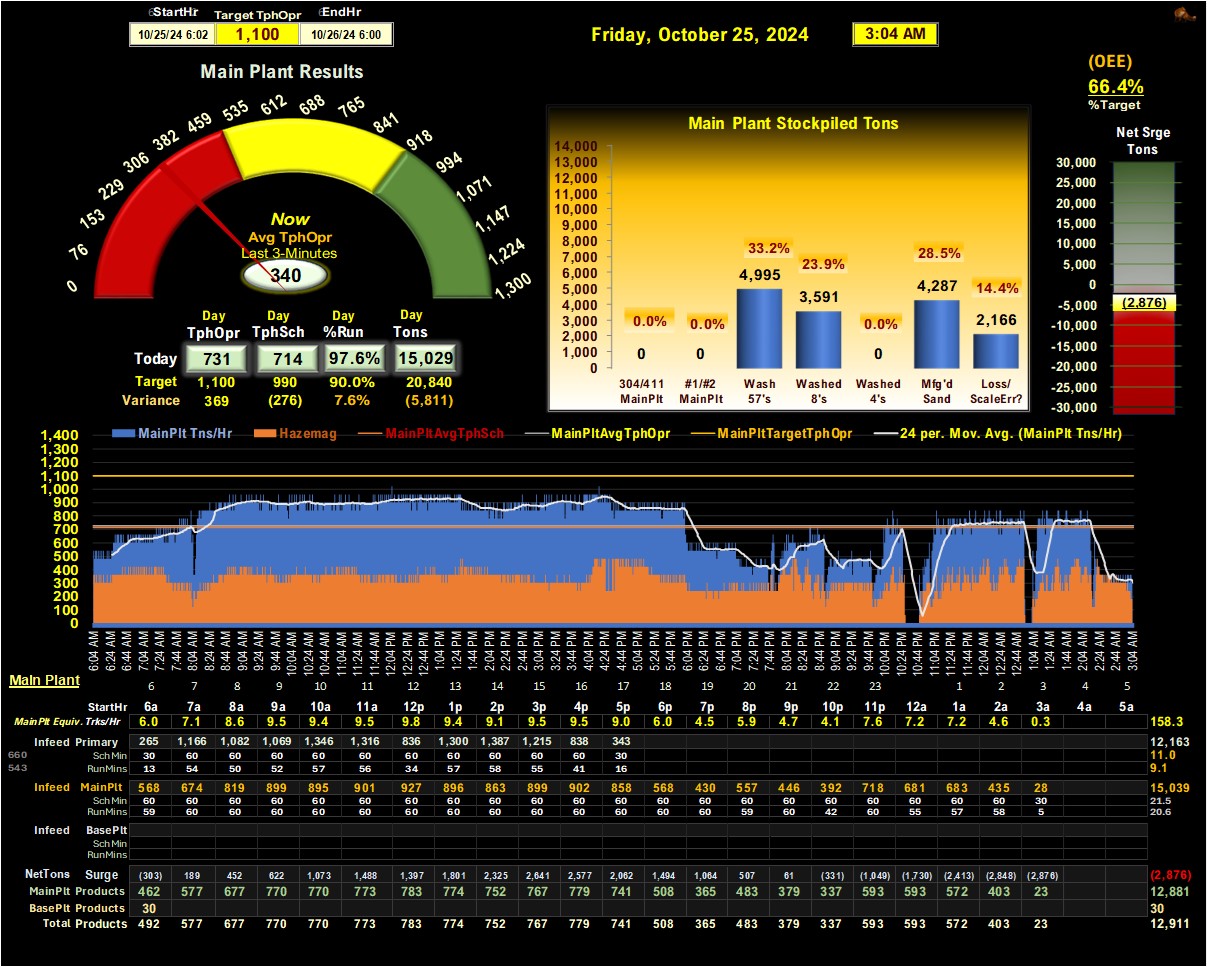 StartHr Target TphOpr EndHr
10/25/24 6:02 1,100 10/26/24 6:00
Friday, October 25, 2024 3:04 AM
(OEE)
66.4%
%Target
Main Plant Results
0 76 153 229 306 382 459 535 612 688 765 841 918 994 1,071 1,147 1,224 1,300
Now
Avg TphOpr
Last 3-Minutes
340
Day Day Day Day
TphOpr TphSch %Run Tons
Today 731 714 97.6% 15,029
Target 1,100 990 90.0% 20,840
Variance 369 (276) 7.6% (5,811)
Main Plant Stockpiled Tons
14,000
13,000
12,000
11,000
10,000
9,000
8,000
7,000
6,000
5,000
4,000
3,000
2,000
1,000
0
0.0% 0.0% 33.2% 23.9% 0.0% 28.5% 14.4%
0 0 4,995 3,591 0 4,287 2,166
304/411 #1/#2 Wash Washed Washed Mfg'd Loss/
MainPlt MainPlt 57's 8's 4's Sand ScaleErr?
Net Srge
Tons
30,000
25,000
20,000
15,000
10,000
5,000
0
-5,000
-10,000
-15,000
-20,000
-25,000
-30,000
(2,876)
MainPlt Tns/Hr Hazemag MainPltAvgTphSch MainPltAvgTphOpr MainPltTargetTphOpr 24 per. Mov. Avg. (MainPlt Tns/Hr)
1,400
1,300
1,200
1,100
1,000
900
800
700
600
500
400
300
200
100
0
6:04 AM 6:24 AM 6:44 AM 7:04 AM 7:24 AM 7:44 AM 8:04 AM 8:24 AM 8:44 AM 9:04 AM 9:24 AM 9:44 AM 10:04 AM 10:24 AM 10:44 AM 11:04 AM 11:24 AM 11:44 AM 12:04 PM 12:24 PM 12:44 PM 1:04 PM 1:24 PM 1:44 PM 2:04 PM 2:24 PM 2:44 PM 3:04 PM 3:24 PM 3:44 PM 4:04 PM 4:24 PM 4:44 PM 5:04 PM 5:24 PM 5:44 PM 6:04 PM 6:24 PM 6:44 PM 7:04 PM 7:24 PM 7:44 PM 8:04 PM 8:24 PM 8:44 PM 9:04 PM 9:24 PM 9:44 PM 10:04 PM 10:24 PM 10:44 PM 11:04 PM 11:24 PM 11:44 PM 12:04 AM 12:24 AM 12:44 AM 1:04 AM 1:24 AM 1:44 AM 2:04 AM 2:24 AM 2:44 AM 3:04 AM
Main Plant
6 7 8 9 10 11 12 13 14 15 16 17 18 19 20 21 22 23 1 2 3 4 5
StartHr 6a 7a 8a 9a 10a 11a 12p 1p 2p 3p 4p 5p 6p 7p 8p 9p 10p 11p 12a 1a 2a 3a 4a 5a
MainPlt Equiv. Trks/Hr 6.0 7.1 8.6 9.5 9.4 9.5 9.8 9.4 9.1 9.5 9.5 9.0 6.0 4.5 5.9 4.7 4.1 7.6 7.2 7.2 4.6 0.3 158.3
Infeed Primary 265 1,166 1,082 1,069 1,346 1,316 836 1,300 1,387 1,215 838 343 12,163
660 SchMin 30 60 60 60 60 60 60 60 60 60 60 30 11.0
543 RunMins 13 54 50 52 57 56 34 57 58 55 41 16 9.1
Infeed MainPlt 568 674 819 899 895 901 927 896 863 899 902 858 568 430 557 446 392 718 681 683 435 28 15,039
SchMin 60 60 60 60 60 60 60 60 60 60 60 60 60 60 60 60 60 60 60 60 60 30 21.5
RunMins 59 60 60 60 60 60 60 60 60 60 60 60 60 60 59 60 42 60 55 57 58 5 20.6
Infeed BasePlt
SchMin
RunMins
NetTons Surge (303) 189 452 622 1,073 1,488 1,397 1,801 2,325 2,641 2,577 2,062 1,494 1,064 507 61 (331) (1,049) (1,730) (2,413) (2,848) (2,876) (2,876)
MainPlt Products 462 577 677 770 770 773 783 774 752 767 779 741 508 365 483 379 337 593 593 572 403 23 12,881
BasePlt Products 30 30
Total Products 492 577 677 770 770 773 783 774 752 767 779 741 508 365 483 379 337 593 593 572 403 23 12,911